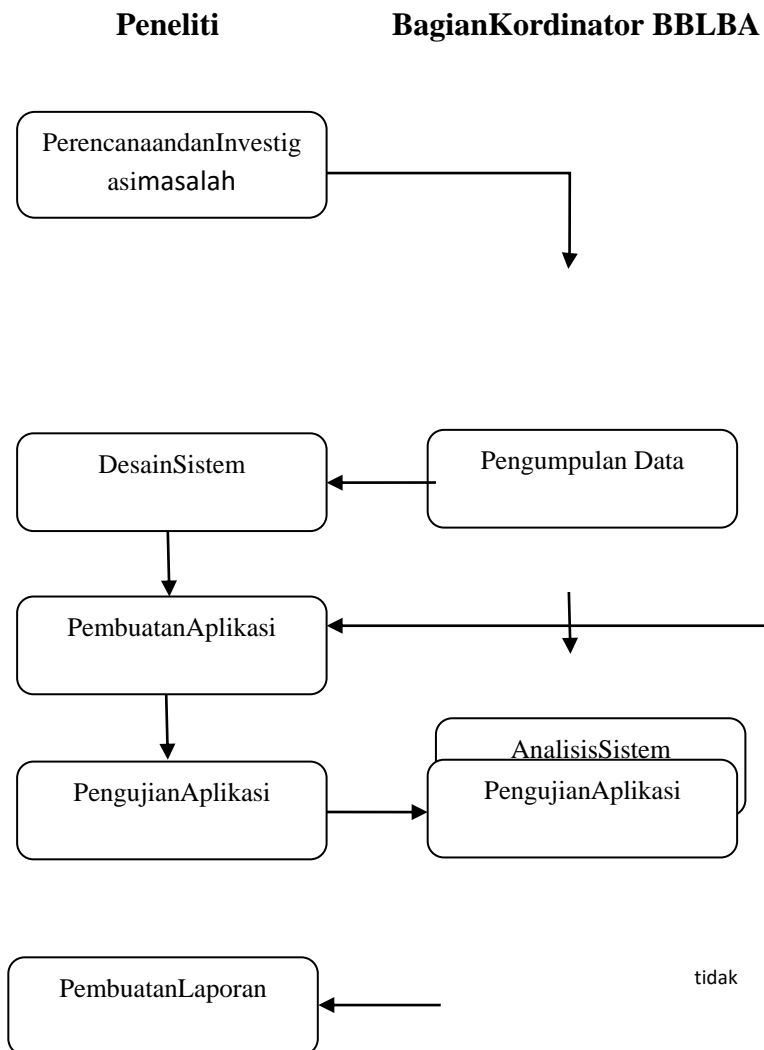 Peneliti BagianKordinator BBLBA
PerencanaandanInvestig
asimasalah
DesainSistem
Pengumpulan Data
PembuatanAplikasi
AnalisisSistem
PengujianAplikasi
PengujianAplikasi
PembuatanLaporan
tidak